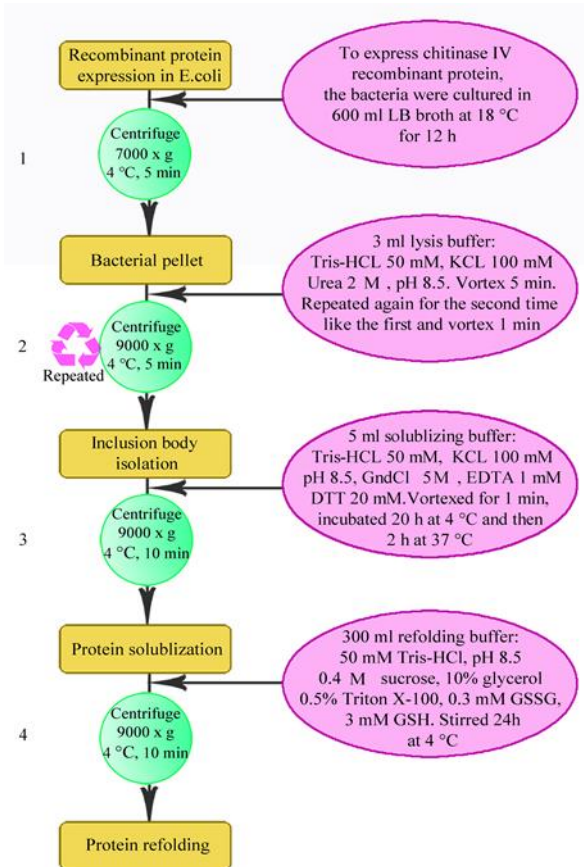 Recombinant protein
expression in E.coli
To express chitinase IV
recombinant protein,
the bacteria were cultured in
600 ml LB broth at 18 °C
for 12 h
1
Centrifuge
7000 x g
4 °C, 5 min
Bacterial pellet
3 ml lysis buffer:
Tris-HCL 50 mM, KCL 100 mM
Urea 2 M , pH 8.5. Vortex 5 min.
Repeated again for the second time
like the first and vortex 1 min
2
Repeated
Centrifuge
9000 x g
4 °C, 5 min
Inclusion body
isolation
5 ml solublizing buffer:
Tris-HCL 50 mM, KCL 100 mM
pH 8.5, GndCl 5M , EDTA 1 mM
DTT 20 mM.Vortexed for 1 min,
incubated 20 h at 4 °C and then
2 h at 37 °C
3
Centrifuge
9000 x g
4 °C, 10 min
Protein solublization
300 ml refolding buffer:
50 mM Tris-HCl, pH 8.5
0.4 M sucrose, 10% glycerol
0.5% Triton X-100, 0.3 mM GSSG,
3 mM GSH. Stirred 24h
at 4 °C
4
Centrifuge
9000 x g
4 °C, 10 min
Protein refolding